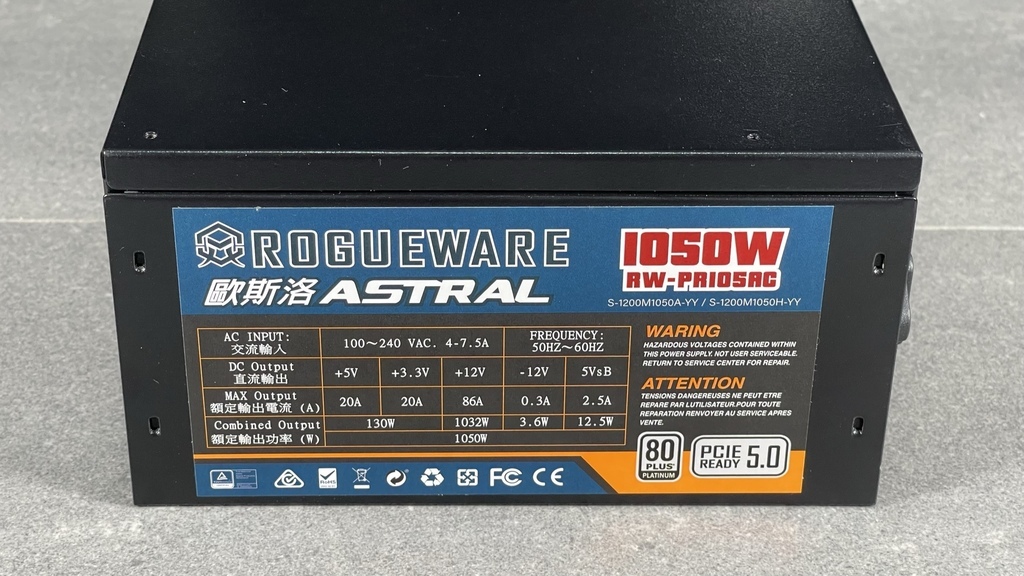 ROGUEWARE
歐斯洛 ASTRAL
1050W
RW-PR105AC
S-1200M1050A-YY / S-1200M1050H-YY
AC INPUT: 100～240 VAC. 4-7.5A FREQUENCY:
交流輸人 50HZ～60HZ
DC Output +5V +3.3V +12V -12V 5VsB
直流輸出
MAX Output 20A 20A 86A 0.3A 2.5A
額定輸出電流 (A)
Combined Output 130W 1032W 3.6W 12.5W
額定輸出功率 (W) 1050W
WARING
HAZARDOUS VOLTAGES CONTAINED WITHIN
THIS POWER SUPPLY. NOT USER SERVICEABLE.
RETURN TO SERVICE CENTER FOR REPAIR.
ATTENTION
TENSIONS DANGEREUSES NE PEUT ETRE
REPARE PAR LUTILISATEUR.POUR TOUTE
REPARATION RENVOYER AU SERVICE APRES
VENTE.
80
PLUS
PLATINUM
PCIE
READY 5.0
RoHS
FC CE